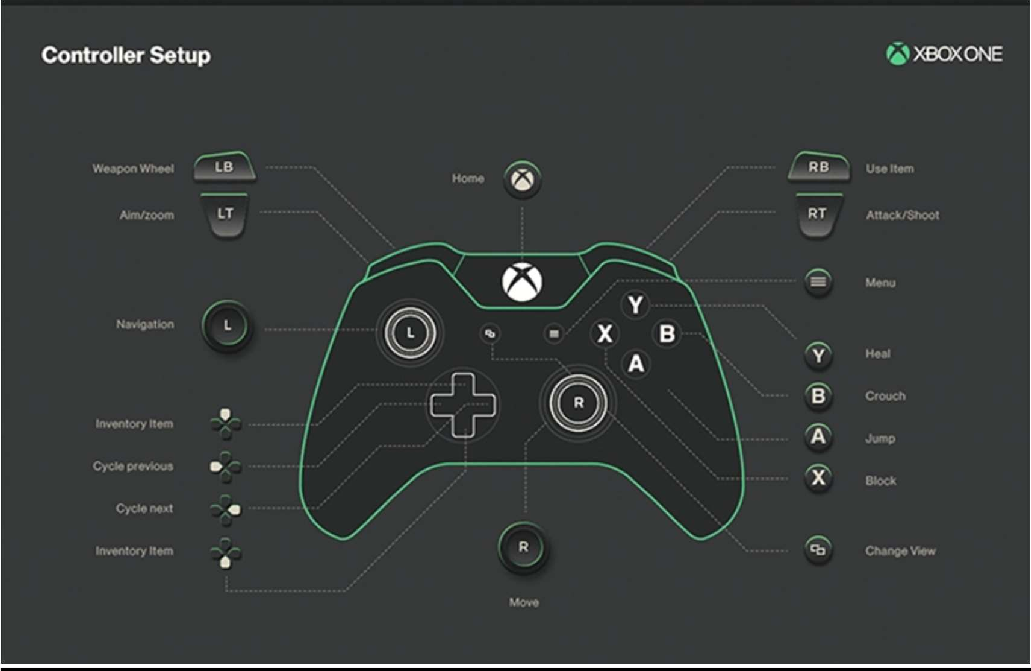 Controller Setup
XBOX ONE
Weapon Wheel LB
Aim/zoom LT
Home
RB Use Item
RT Attack/Shoot
Navigation L
L
Y
X B
A
R
Menu
Y Heal
B Crouch
A Jump
X Block
Change View
Inventory Item
Cycle previous
Cycle next
Inventory Item
R
Move